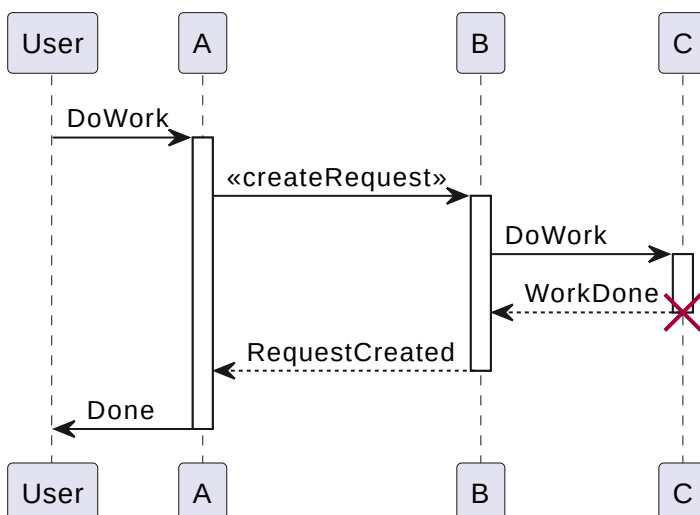 User A B C
DoWork
«createRequest»
DoWork
WorkDone
RequestCreated
Done
User A B C